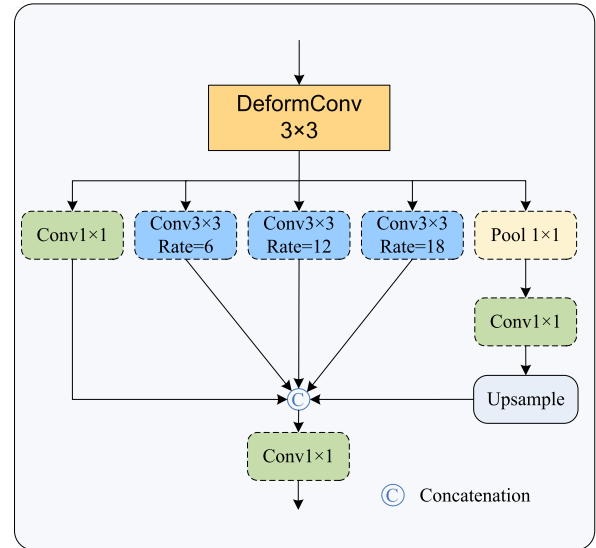 DeformConv
3×3
Conv1×1
Conv3×3
Rate=6
Conv3×3
Rate=12
Conv3×3
Rate=18
Pool 1×1
Conv1×1
Upsample
C
Conv1×1
C Concatenation